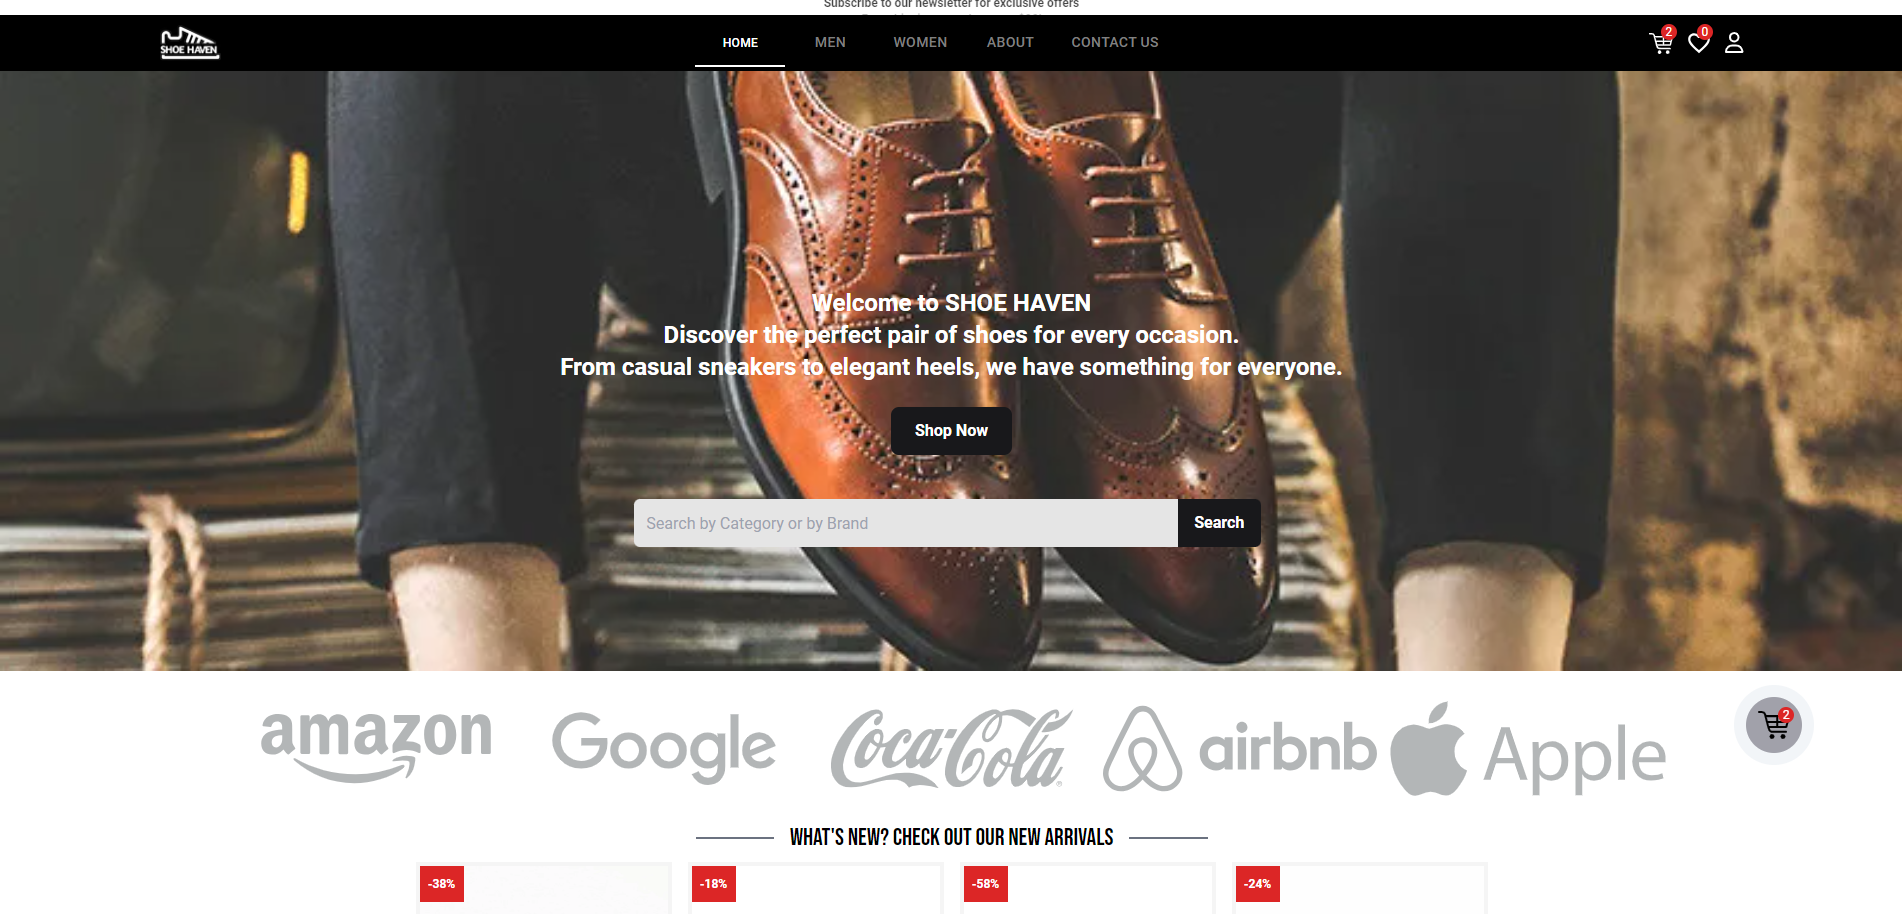 Subscribe to our newsletter for exclusive offers
SHOE HAVEN
HOME
MEN
WOMEN
ABOUT
CONTACT US
2
0
Welcome to SHOE HAVEN
Discover the perfect pair of shoes for every occasion.
From casual sneakers to elegant heels, we have something for everyone.
Shop Now
Search by Category or by Brand
Search
amazon
Google
Coca-Cola
airbnb
Apple
2
WHAT'S NEW? CHECK OUT OUR NEW ARRIVALS
-38%
-18%
-58%
-24%